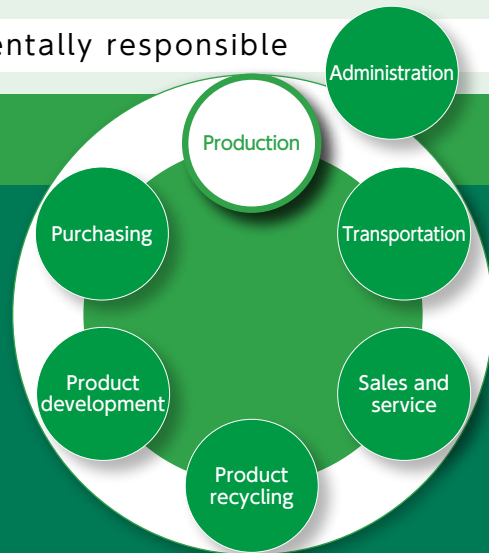 entally responsible
Administration
Production
Purchasing
Transportation
Product
development
Sales and
service
Product
recycling